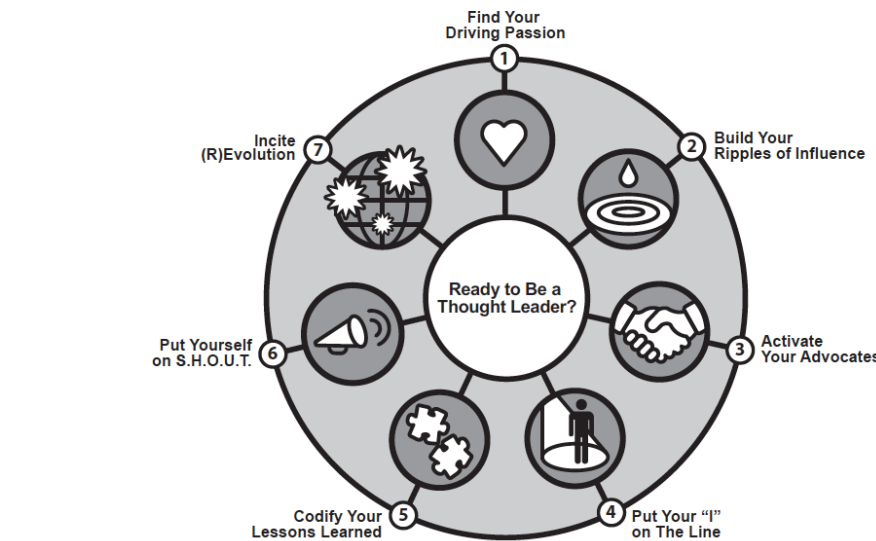 Find Your
Driving Passion
1
2
Build Your
Ripples of Influence
3
Activate
Your Advocates
4
Put Your “I”
on The Line
5
Codify Your
Lessons Learned
6
Put Yourself
on S.H.O.U.T.
7
Incite
(R)Evolution
Ready to Be a
Thought Leader?